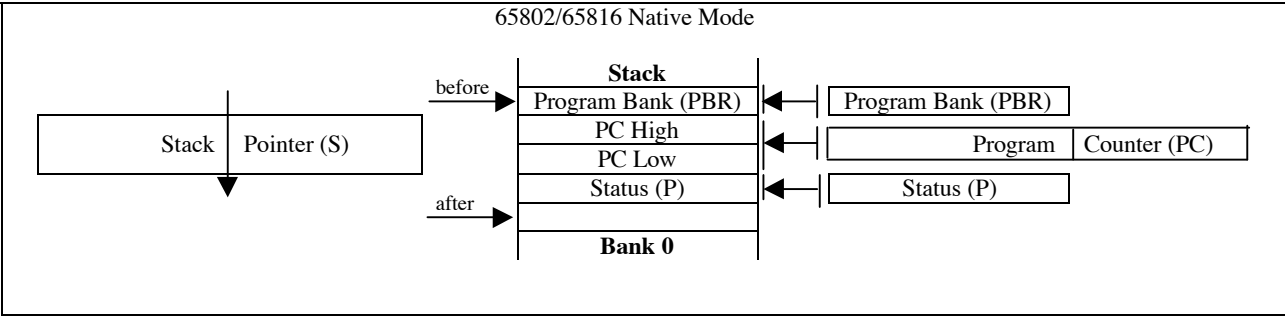 65802/65816 Native Mode
Stack
before
Program Bank (PBR)
Program Bank (PBR)
Stack Pointer (S)
PC High
Program Counter (PC)
PC Low
Status (P)
Status (P)
after
Bank 0